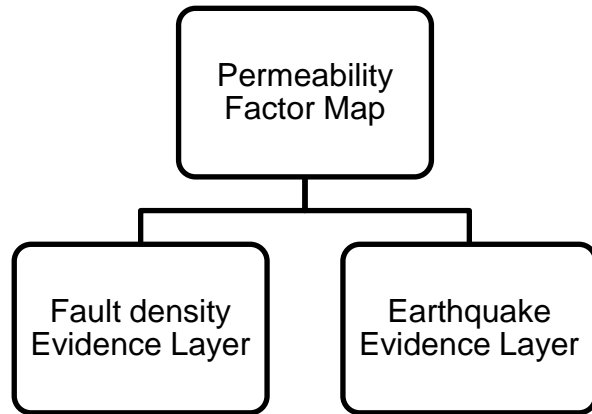 Permeability
Factor Map
Fault density
Evidence Layer
Earthquake
Evidence Layer